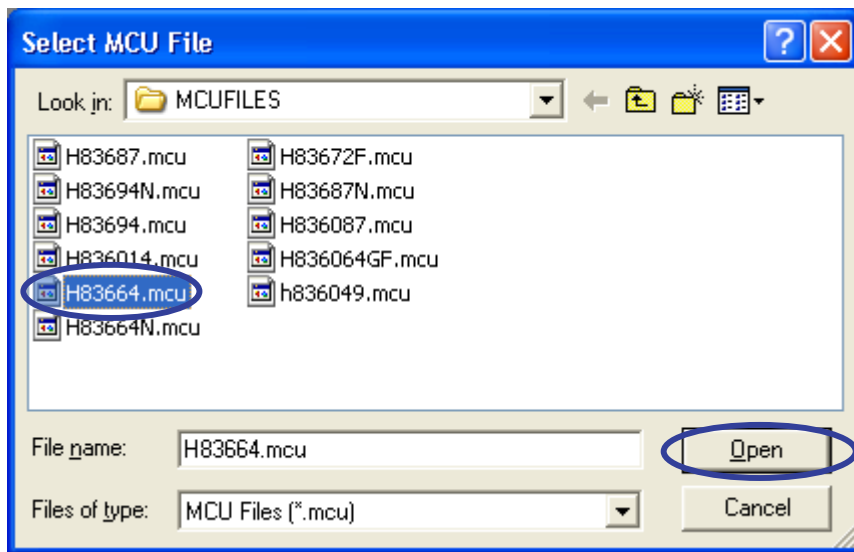 Select MCU File
Look in: MCUFILES
H83687.mcu H83672F.mcu
H83694N.mcu H83687N.mcu
H83694.mcu H836087.mcu
H836014.mcu H836064GF.mcu
H83664.mcu h836049.mcu
H83664N.mcu
File name: H83664.mcu Open
Files of type: MCU Files (*.mcu) Cancel